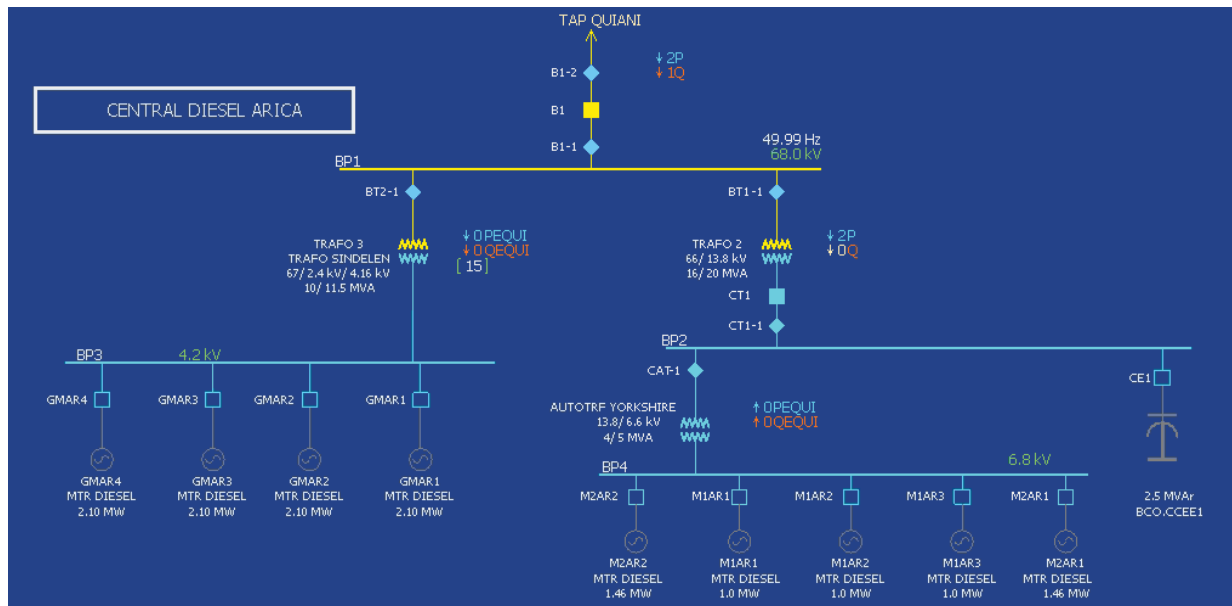 TAP QUIANI
B1-2
↓ 2P
↓ 1Q
CENTRAL DIESEL ARICA
B1
B1-1
49.99 Hz
68.0 kV
BP1
BT2-1
BT1-1
TRAFO 3
TRAFO SINDELEN
67/ 2.4 kV/ 4.16 kV
10/ 11.5 MVA
↓ 0 PEQUI
↓ 0 QEQUI
[ 15 ]
TRAFO 2
66/ 13.8 kV
16/ 20 MVA
↓ 2P
↓ 0Q
CT1
CT1-1
BP3
4.2 kV
BP2
CAT-1
CE1
GMAR4
GMAR3
GMAR2
GMAR1
AUTOTRF YORKSHIRE
13.8/ 6.6 kV
4/ 5 MVA
↑ 0PEQUI
↑ 0QEQUI
BP4
6.8 kV
GMAR4
MTR DIESEL
2.10 MW
GMAR3
MTR DIESEL
2.10 MW
GMAR2
MTR DIESEL
2.10 MW
GMAR1
MTR DIESEL
2.10 MW
M2AR2
M1AR1
M1AR2
M1AR3
M2AR1
2.5 MVAr
BCO.CCEE1
M2AR2
MTR DIESEL
1.46 MW
M1AR1
MTR DIESEL
1.0 MW
M1AR2
MTR DIESEL
1.0 MW
M1AR3
MTR DIESEL
1.0 MW
M2AR1
MTR DIESEL
1.46 MW